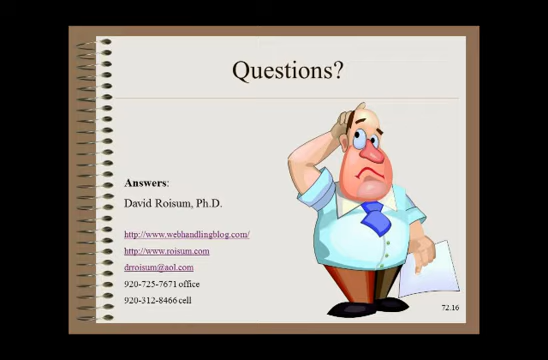 Questions?
Answers:
David Roisum, Ph.D.
http://www.webhandlingblog.com/
http://www.roisum.com
drroisum@aol.com
920-725-7671 office
920-312-8466 cell
72.16